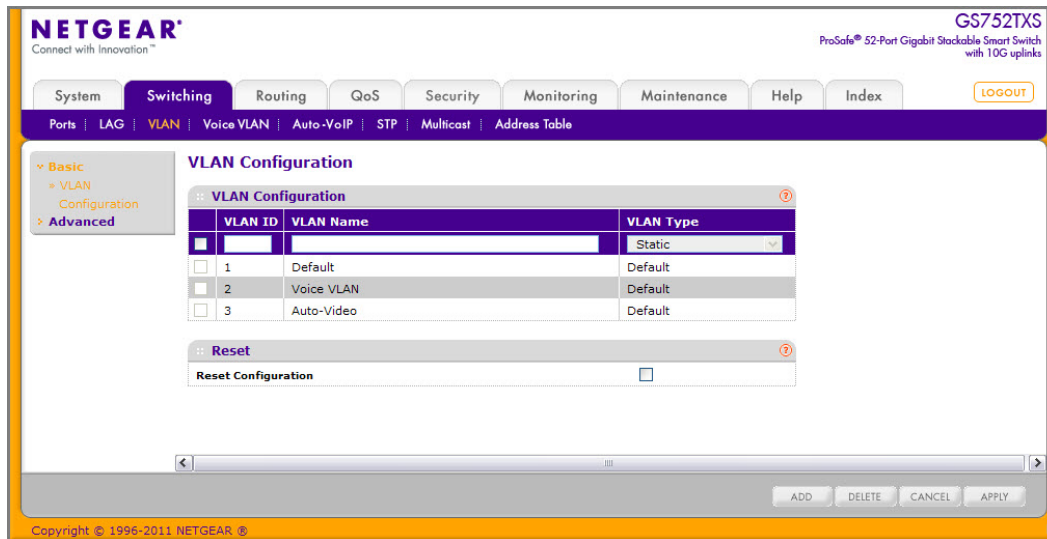 NETGEAR®
Connect with Innovation™
GS752TXS
ProSafe® 52-Port Gigabit Stackable Smart Switch
with 10G uplinks
System Switching Routing QoS Security Monitoring Maintenance Help Index LOGOUT
Ports LAG VLAN Voice VLAN Auto-VoIP STP Multicast Address Table
Basic
VLAN
Configuration
Advanced
VLAN Configuration
VLAN Configuration
VLAN ID VLAN Name VLAN Type
Static
1 Default Default
2 Voice VLAN Default
3 Auto-Video Default
Reset
Reset Configuration
ADD DELETE CANCEL APPLY
Copyright © 1996-2011 NETGEAR ®